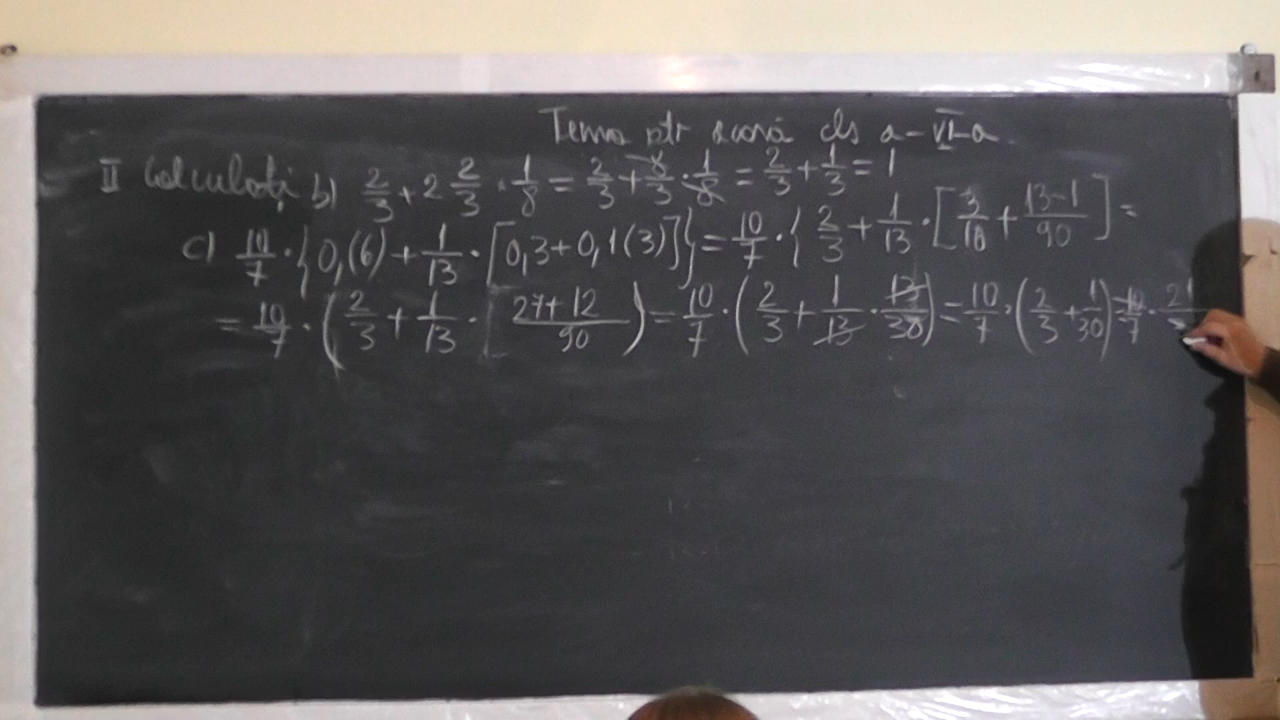 Tema ptr acasă cls a-VI-a
II Calculați b) 2/3 + 2 2/3 · 1/8 = 2/3 + 8/3 · 1/8 = 2/3 + 1/3 = 1
c) 10/7 · {0,(6) + 1/13 · [0,3 + 0,1(3)]} = 10/7 · { 2/3 + 1/13 · [3/10 + 13-1/90] =
= 10/7 · (2/3 + 1/13 · [ 27+12/90 ) = 10/7 · (2/3 + 1/13 · 13/30) = 10/7 · (2/3 + 1/30) = 10/7 · 21